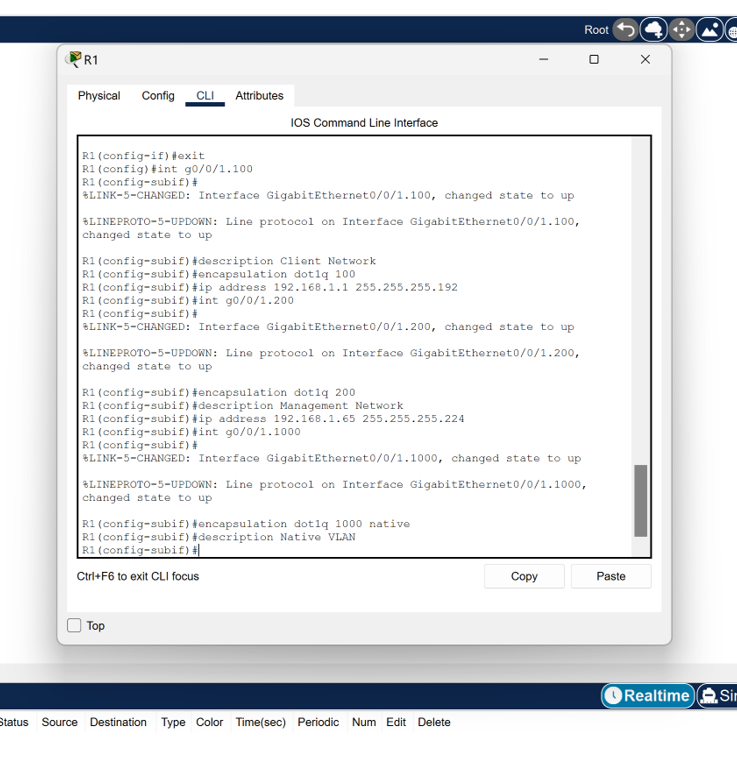 Root
R1
Physical Config CLI Attributes
IOS Command Line Interface
R1(config-if)#exit
R1(config)#int g0/0/1.100
R1(config-subif)#
%LINK-5-CHANGED: Interface GigabitEthernet0/0/1.100, changed state to up
%LINEPROTO-5-UPDOWN: Line protocol on Interface GigabitEthernet0/0/1.100,
changed state to up
R1(config-subif)#description Client Network
R1(config-subif)#encapsulation dot1q 100
R1(config-subif)#ip address 192.168.1.1 255.255.255.192
R1(config-subif)#int g0/0/1.200
R1(config-subif)#
%LINK-5-CHANGED: Interface GigabitEthernet0/0/1.200, changed state to up
%LINEPROTO-5-UPDOWN: Line protocol on Interface GigabitEthernet0/0/1.200,
changed state to up
R1(config-subif)#encapsulation dot1q 200
R1(config-subif)#description Management Network
R1(config-subif)#ip address 192.168.1.65 255.255.255.224
R1(config-subif)#int g0/0/1.1000
R1(config-subif)#
%LINK-5-CHANGED: Interface GigabitEthernet0/0/1.1000, changed state to up
%LINEPROTO-5-UPDOWN: Line protocol on Interface GigabitEthernet0/0/1.1000,
changed state to up
R1(config-subif)#encapsulation dot1q 1000 native
R1(config-subif)#description Native VLAN
R1(config-subif)#
Ctrl+F6 to exit CLI focus
Copy Paste
Top
Realtime
Source Destination Type Color Time(sec) Periodic Num Edit Delete